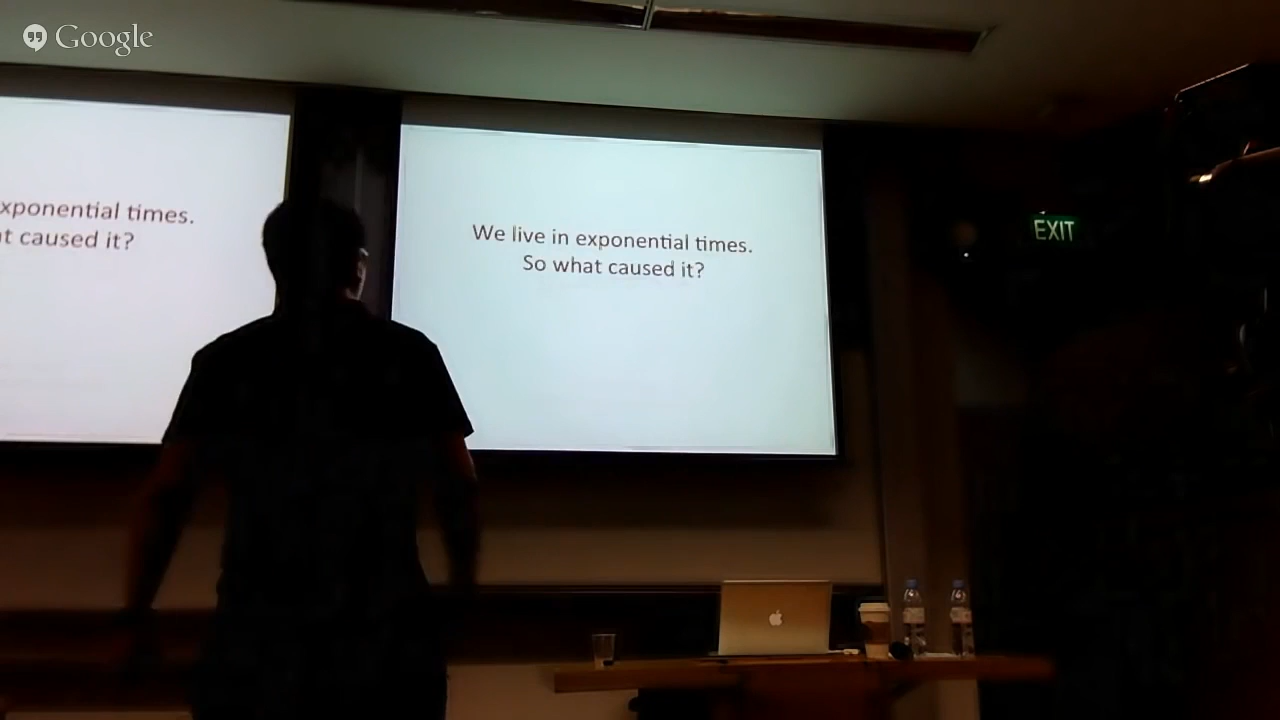 Google
xponential times.
t caused it?
We live in exponential times.
So what caused it?
EXIT